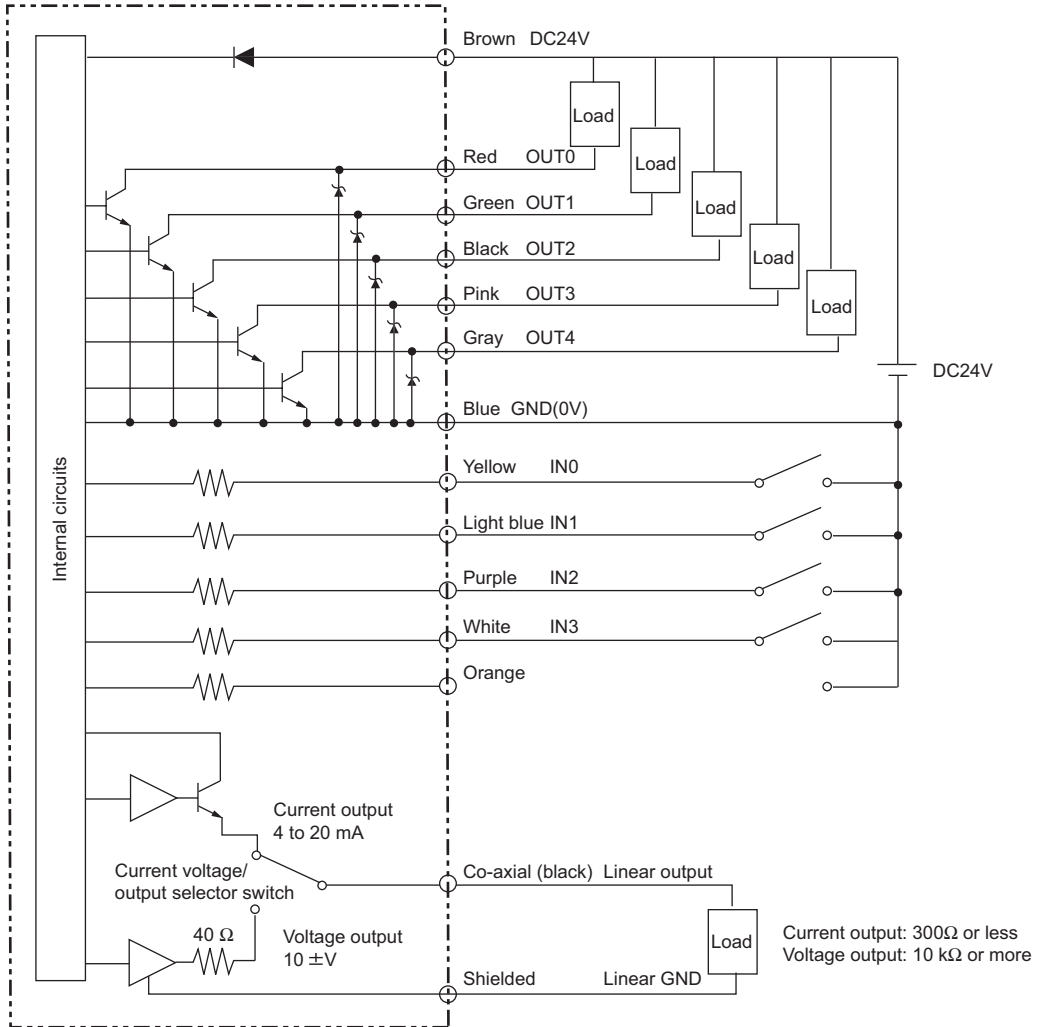 Brown DC24V
Load
Red OUT0
Load
Green OUT1
Load
Black OUT2
Load
Pink OUT3
Load
Gray OUT4
DC24V
Blue GND(0V)
Internal circuits
Yellow IN0
Light blue IN1
Purple IN2
White IN3
Orange
Current output
4 to 20 mA
Current voltage/
output selector switch
Co-axial (black) Linear output
40 Ω
Voltage output
10 ±V
Load
Current output: 300Ω or less
Voltage output: 10 kΩ or more
Shielded Linear GND